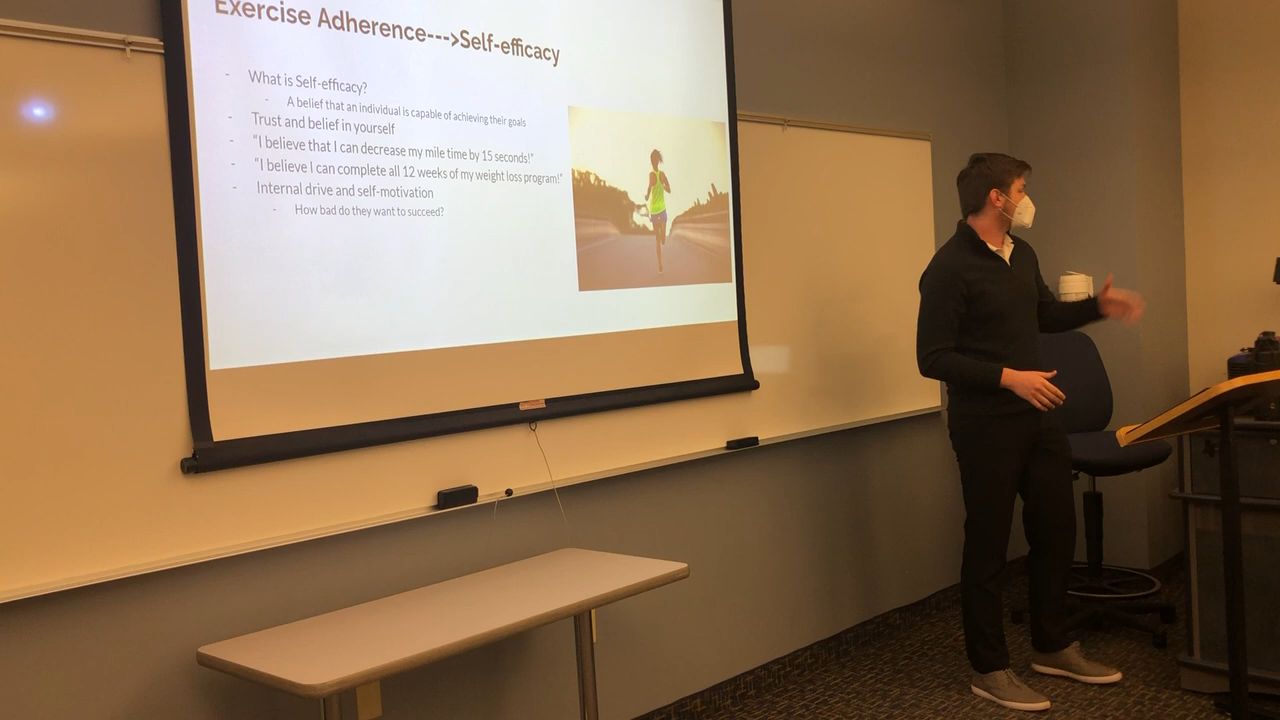 Exercise Adherence--->Self-efficacy
- What is Self-efficacy?
- A belief that an individual is capable of achieving their goals
- Trust and belief in yourself
- "I believe that I can decrease my mile time by 15 seconds!"
- "I believe I can complete all 12 weeks of my weight loss program!"
- Internal drive and self-motivation
- How bad do they want to succeed?